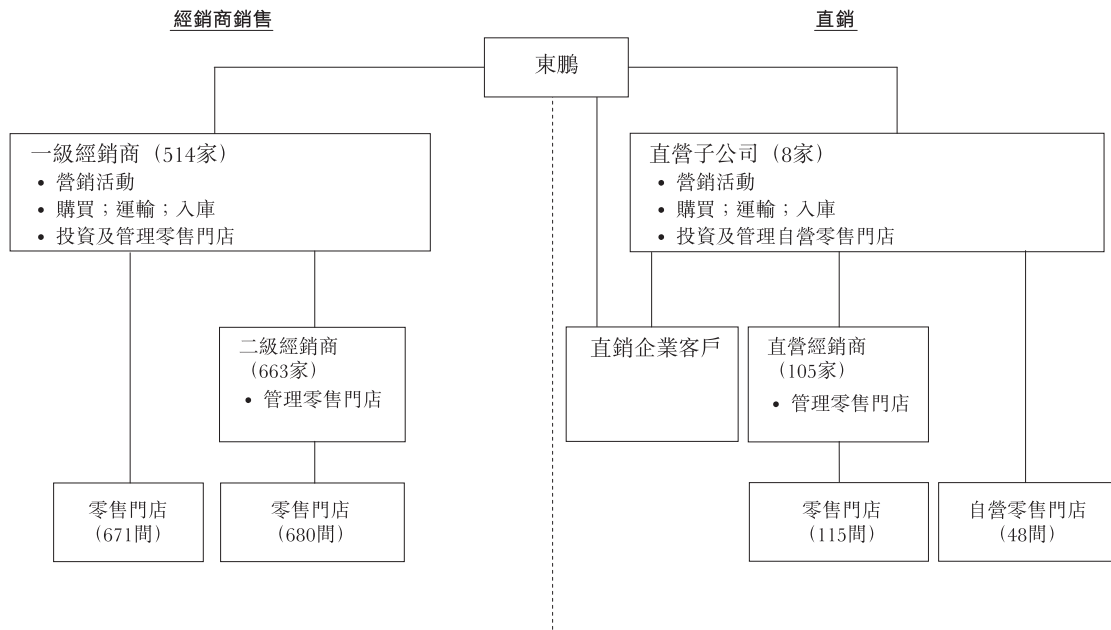 經銷商銷售
直銷
東鵬
一級經銷商（514家）
• 營銷活動
• 購買；運輸；入庫
• 投資及管理零售門店
直營子公司（8家）
• 營銷活動
• 購買；運輸；入庫
• 投資及管理自營零售門店
二級經銷商
（663家）
• 管理零售門店
直銷企業客戶
直營經銷商
（105家）
• 管理零售門店
零售門店
（671間）
零售門店
（680間）
零售門店
（115間）
自營零售門店
（48間）